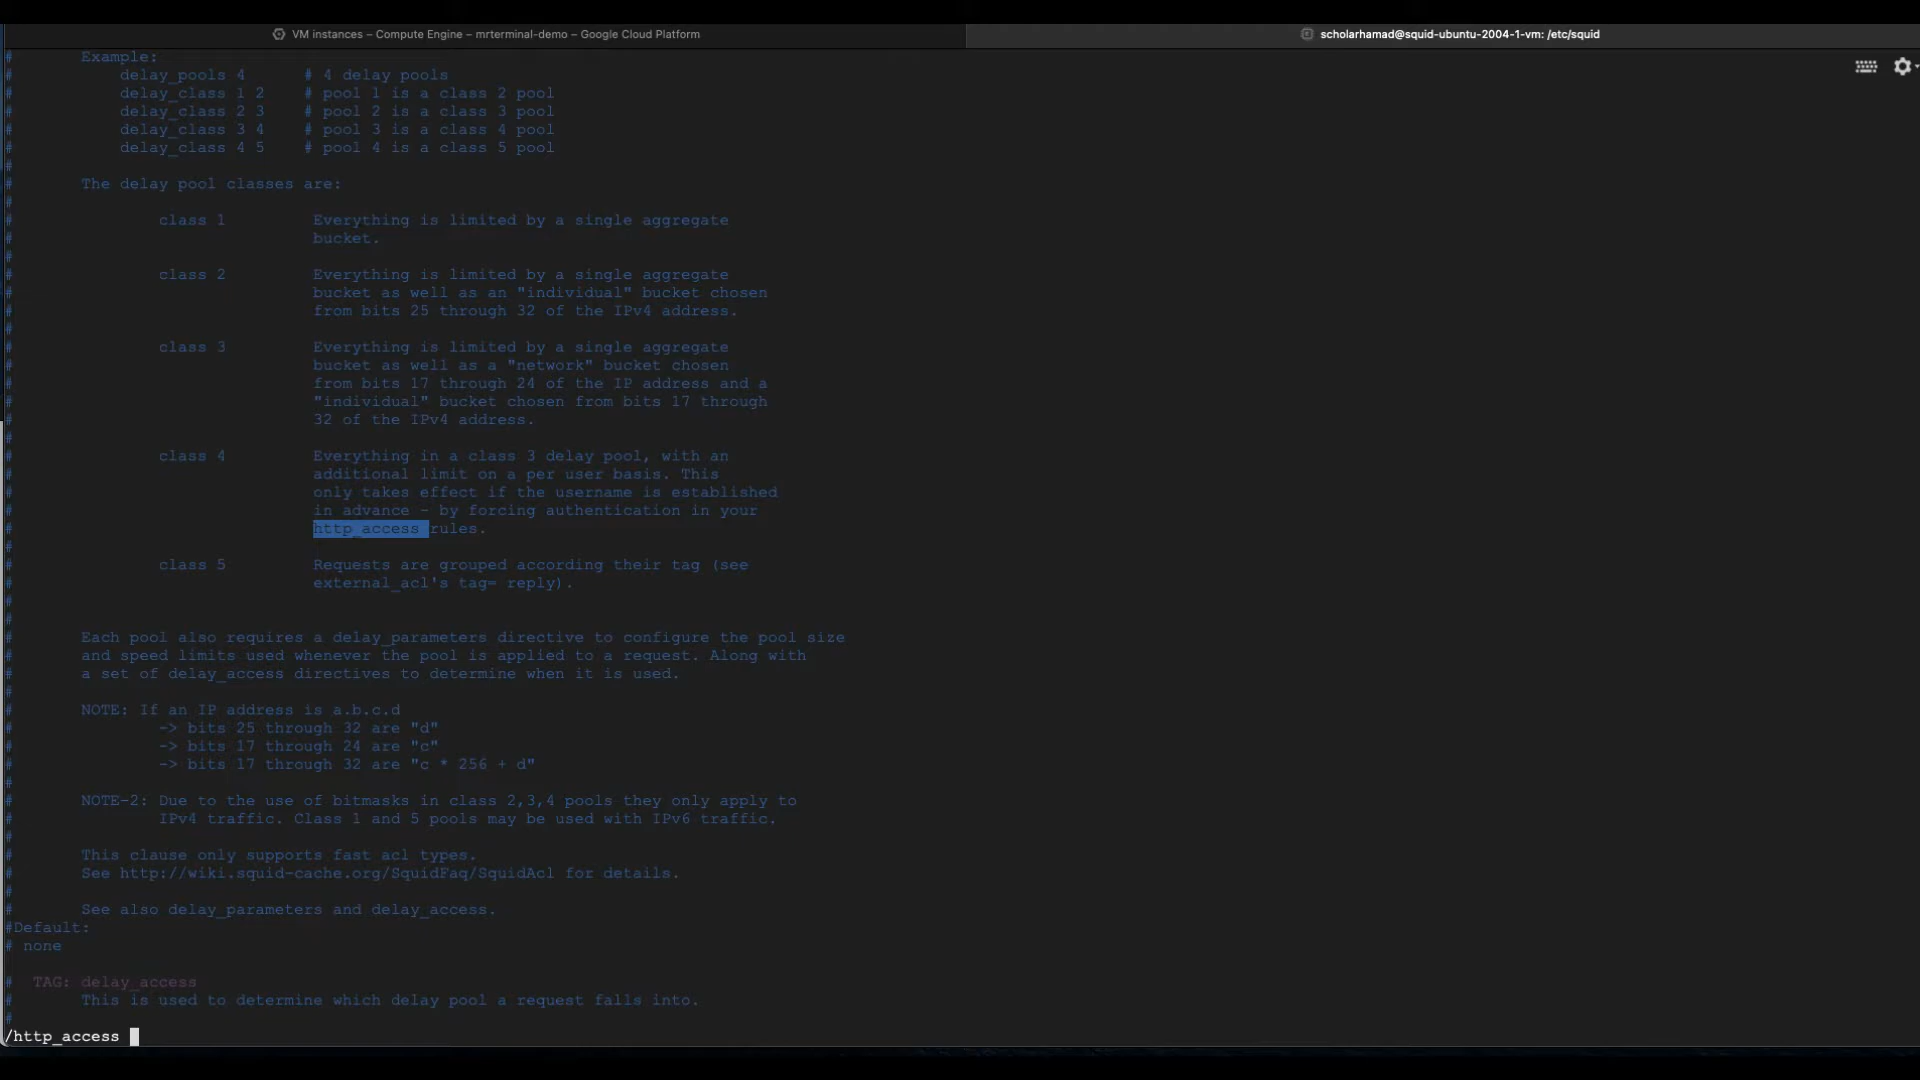 VM instances – Compute Engine – mrterminal-demo – Google Cloud Platform
scholarhamad@squid-ubuntu-2004-1-vm: /etc/squid
# Example:
# delay_pools 4 # 4 delay pools
# delay_class 1 2 # pool 1 is a class 2 pool
# delay_class 2 3 # pool 2 is a class 3 pool
# delay_class 3 4 # pool 3 is a class 4 pool
# delay_class 4 5 # pool 4 is a class 5 pool
#
# The delay pool classes are:
#
# class 1 Everything is limited by a single aggregate
# bucket.
#
# class 2 Everything is limited by a single aggregate
# bucket as well as an "individual" bucket chosen
# from bits 25 through 32 of the IPv4 address.
#
# class 3 Everything is limited by a single aggregate
# bucket as well as a "network" bucket chosen
# from bits 17 through 24 of the IP address and a
# "individual" bucket chosen from bits 17 through
# 32 of the IPv4 address.
#
# class 4 Everything in a class 3 delay pool, with an
# additional limit on a per user basis. This
# only takes effect if the username is established
# in advance - by forcing authentication in your
# http_access rules.
#
# class 5 Requests are grouped according their tag (see
# external_acl's tag= reply).
#
#
# Each pool also requires a delay_parameters directive to configure the pool size
# and speed limits used whenever the pool is applied to a request. Along with
# a set of delay_access directives to determine when it is used.
#
# NOTE: If an IP address is a.b.c.d
# -> bits 25 through 32 are "d"
# -> bits 17 through 24 are "c"
# -> bits 17 through 32 are "c * 256 + d"
#
# NOTE-2: Due to the use of bitmasks in class 2,3,4 pools they only apply to
# IPv4 traffic. Class 1 and 5 pools may be used with IPv6 traffic.
#
# This clause only supports fast acl types.
# See http://wiki.squid-cache.org/SquidFaq/SquidAcl for details.
#
# See also delay_parameters and delay_access.
#Default:
# none

# TAG: delay_access
# This is used to determine which delay pool a request falls into.
#
/http_access